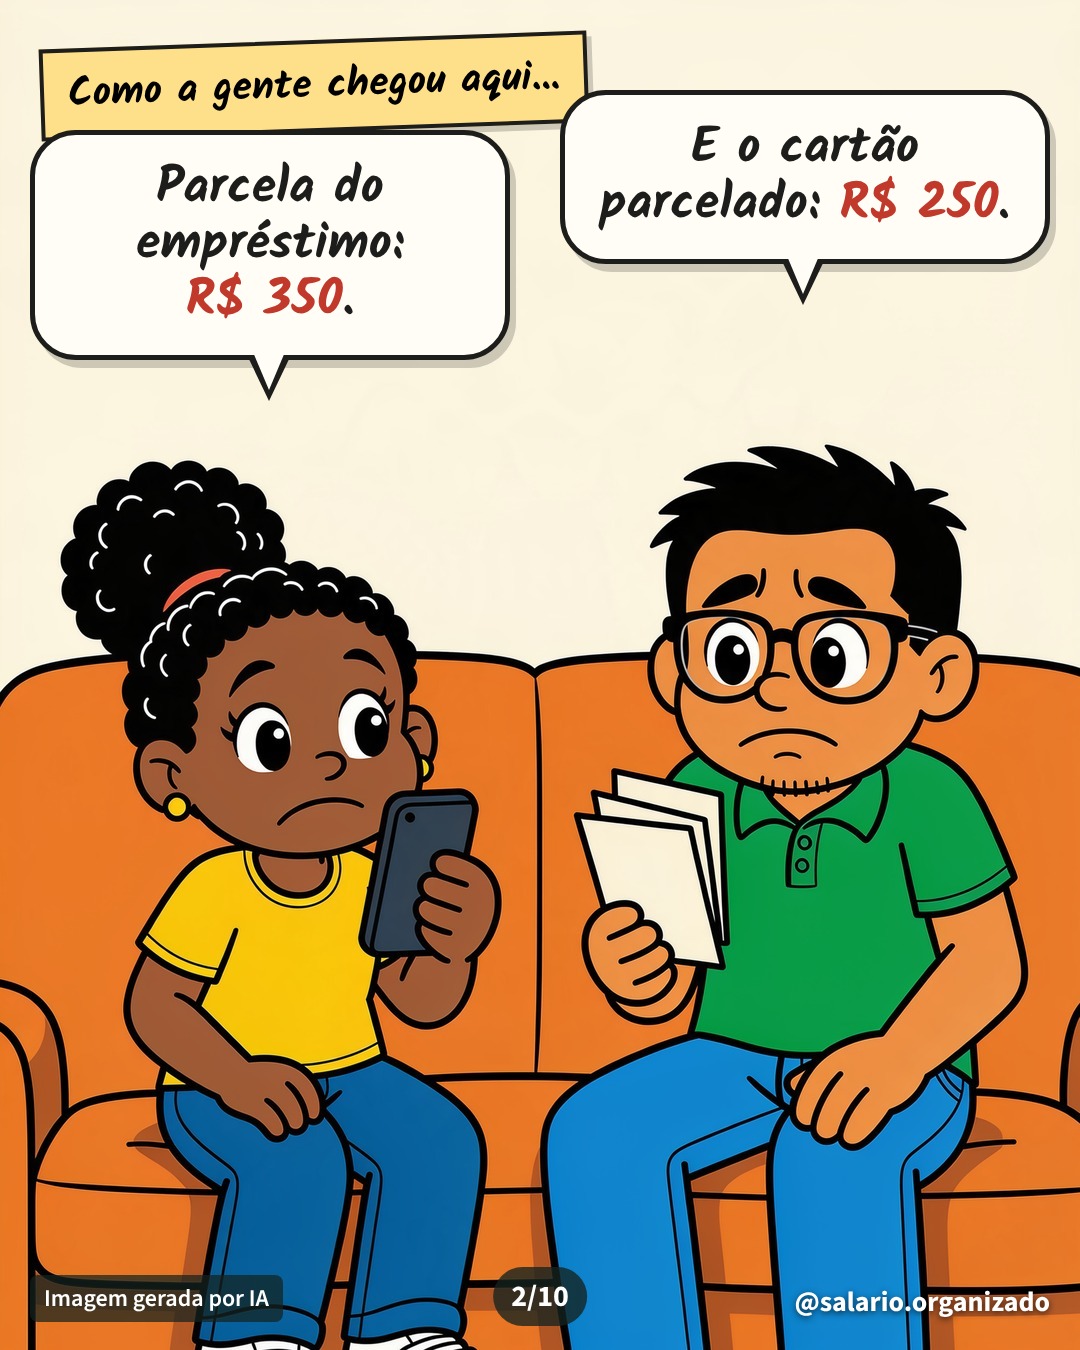 Como a gente chegou aqui...
Parcela do
empréstimo:
R$ 350.
E o cartão
parcelado: R$ 250.
Imagem gerada por IA
2/10
@salario.organizado